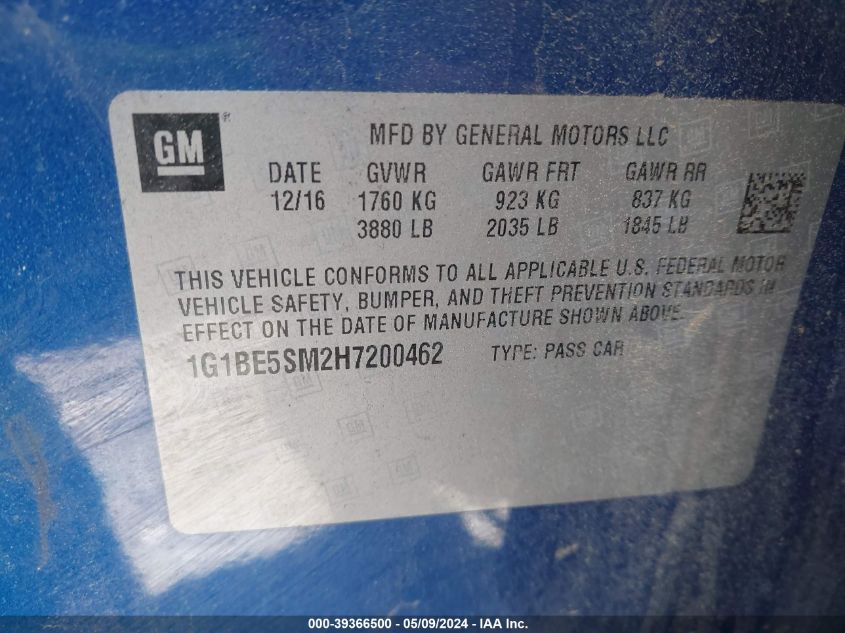 GM
MFD BY GENERAL MOTORS LLC
DATE GVWR GAWR FRT GAWR RR
12/16 1760 KG 923 KG 837 KG
3880 LB 2035 LB 1845 LB
THIS VEHICLE CONFORMS TO ALL APPLICABLE U.S. FEDERAL MOTOR
VEHICLE SAFETY, BUMPER, AND THEFT PREVENTION STANDARDS IN
EFFECT ON THE DATE OF MANUFACTURE SHOWN ABOVE.
1G1BE5SM2H7200462 TYPE: PASS CAR
000-39366500 / 05/09/2024 - IAA Inc.